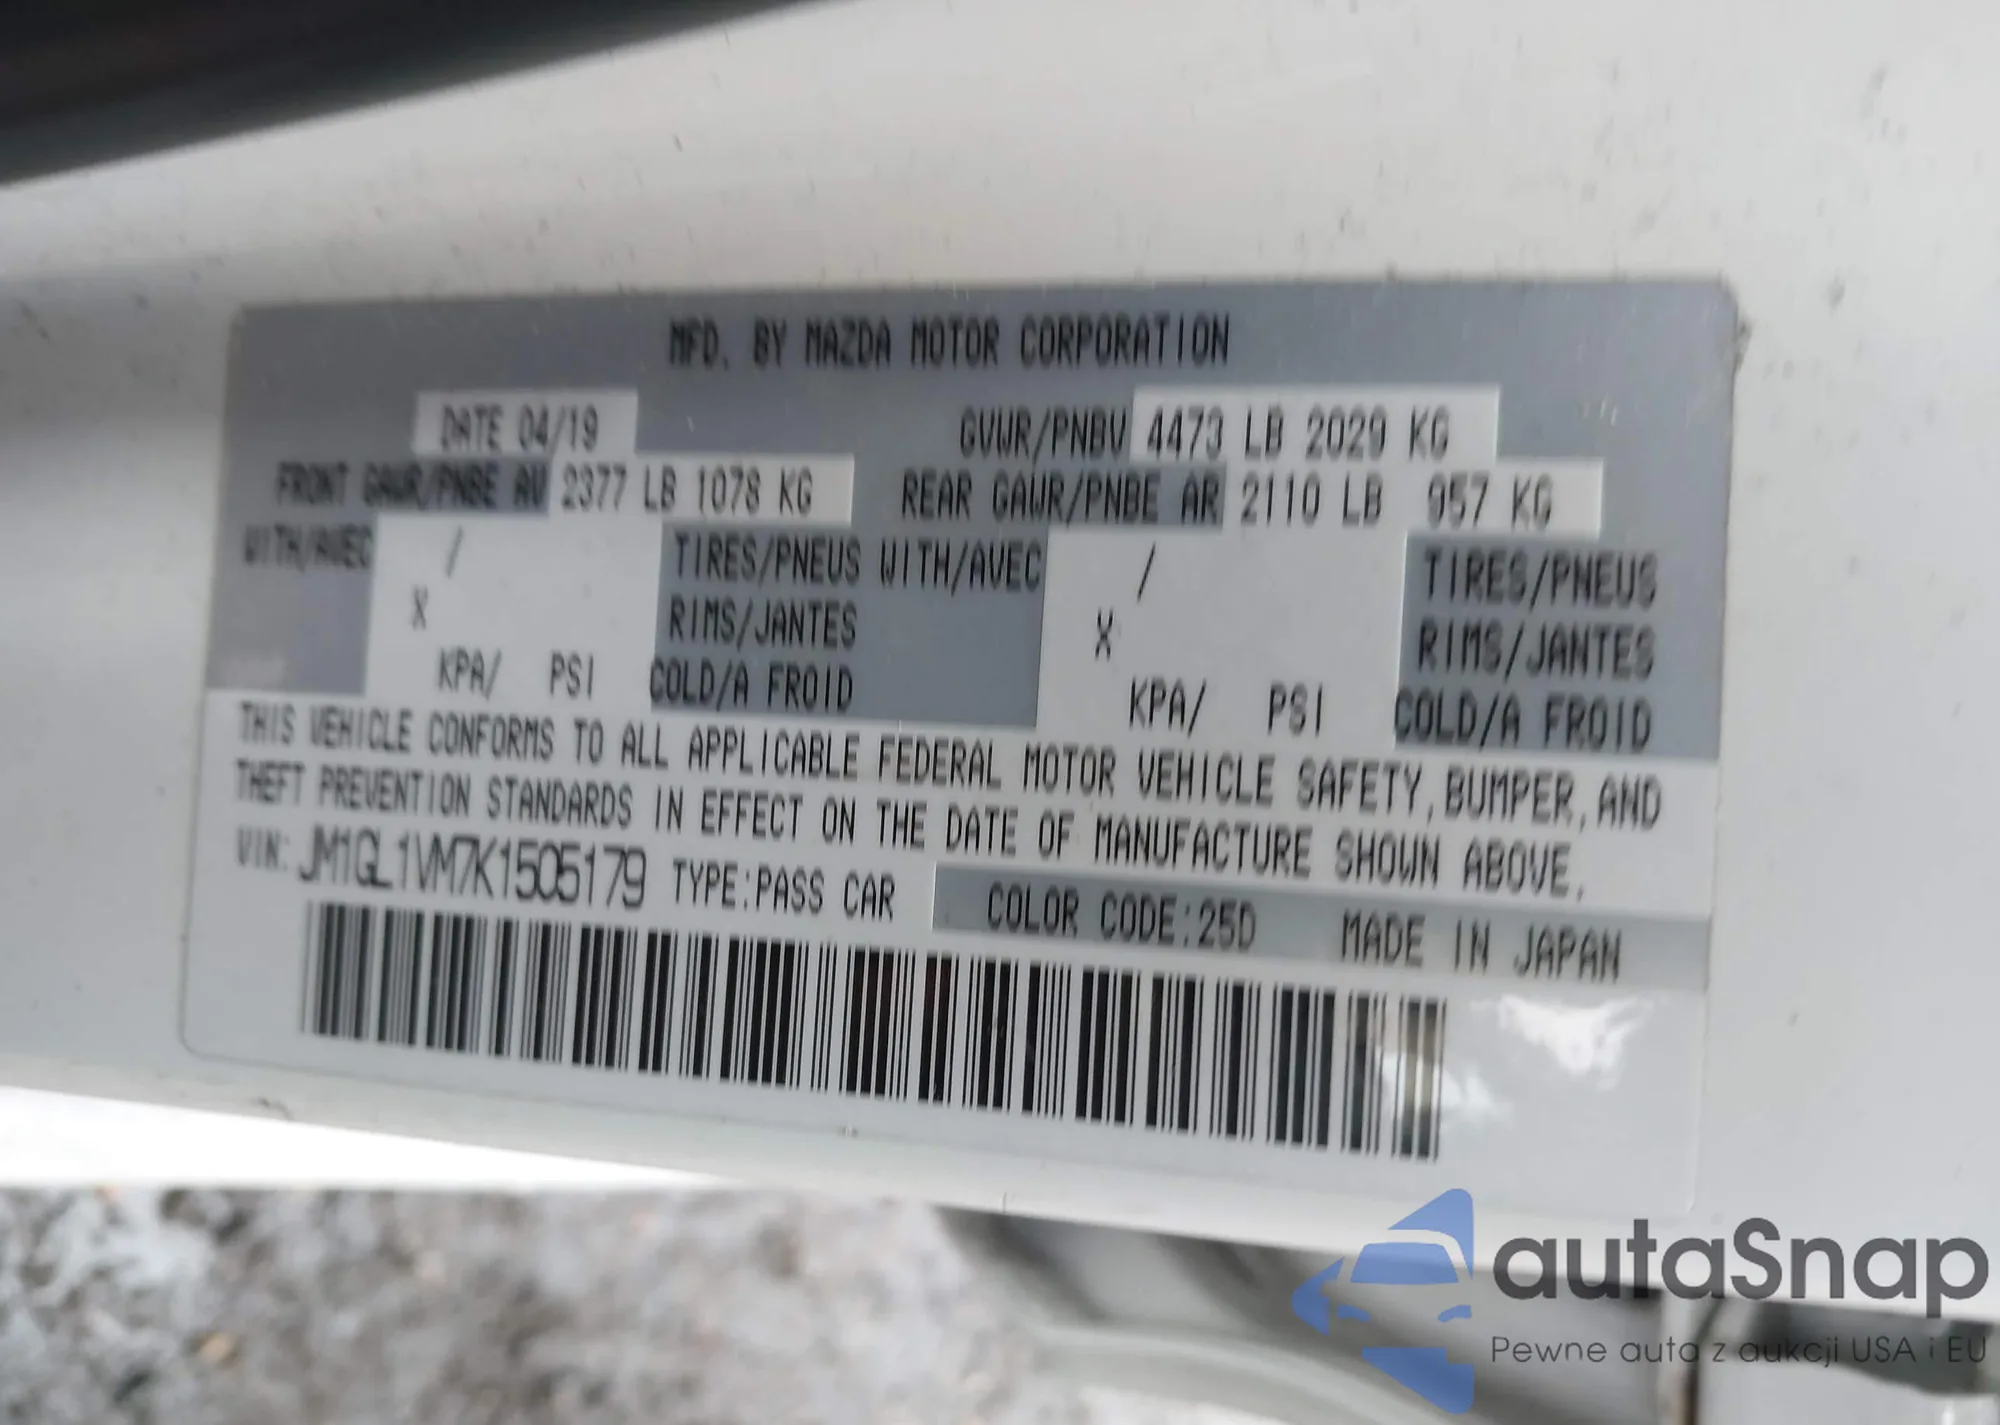 MFD. BY MAZDA MOTOR CORPORATION
DATE 04/19 GVWR/PNBV 4473 LB 2029 KG
FRONT GAWR/PNBE AV 2377 LB 1078 KG REAR GAWR/PNBE AR 2110 LB 957 KG
WITH/AVEC / TIRES/PNEUS WITH/AVEC / TIRES/PNEUS
X RIMS/JANTES X RIMS/JANTES
KPA/ PSI COLD/A FROID KPA/ PSI COLD/A FROID
THIS VEHICLE CONFORMS TO ALL APPLICABLE FEDERAL MOTOR VEHICLE SAFETY, BUMPER, AND
THEFT PREVENTION STANDARDS IN EFFECT ON THE DATE OF MANUFACTURE SHOWN ABOVE.
VIN: JM1GL1VM7K1505179 TYPE:PASS CAR COLOR CODE:25D MADE IN JAPAN
autaSnap
Pewne auta z aukcji USA i EU